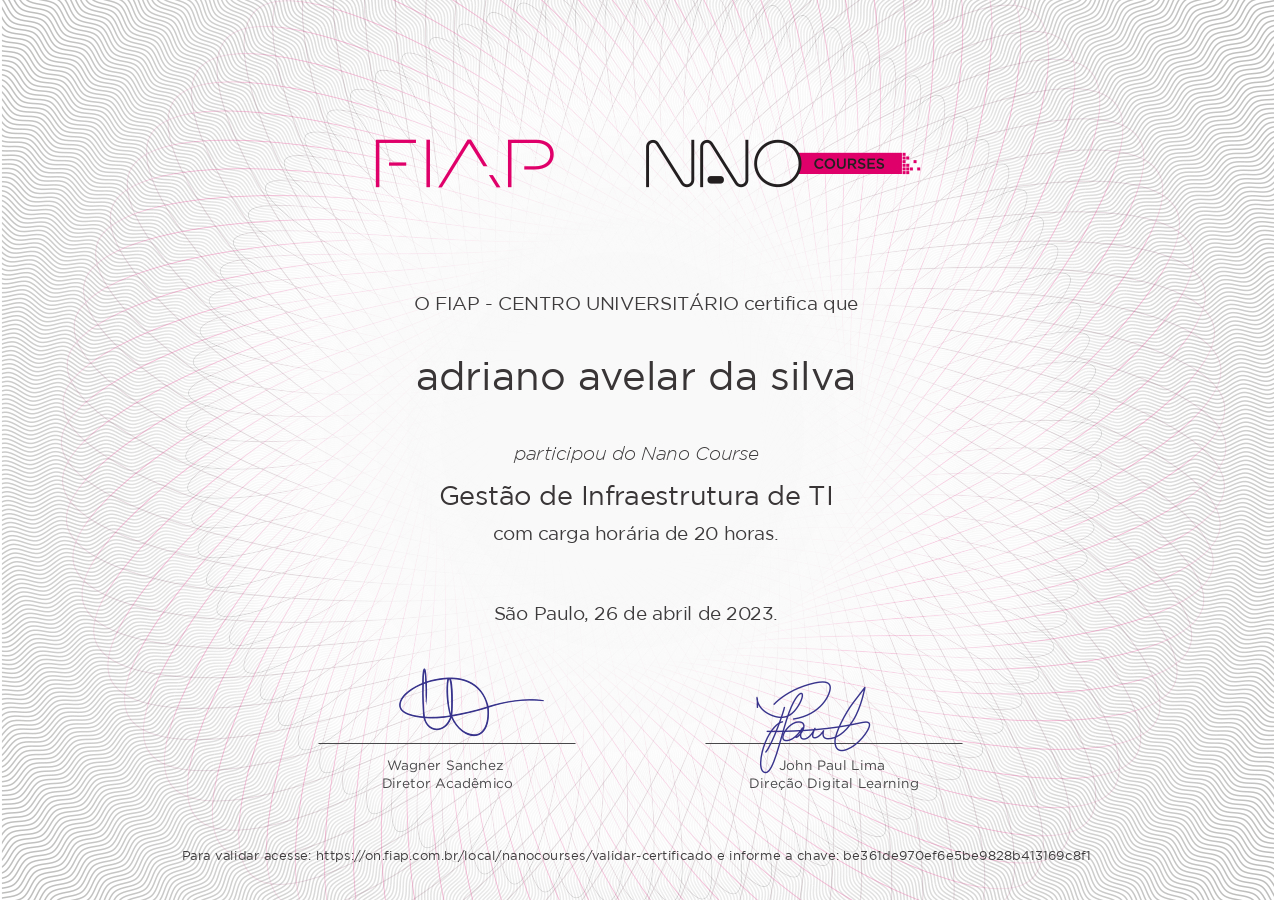 FIAP NANO COURSES
O FIAP - CENTRO UNIVERSITÁRIO certifica que
adriano avelar da silva
participou do Nano Course
Gestão de Infraestrutura de TI
com carga horária de 20 horas.
São Paulo, 26 de abril de 2023.
Wagner Sanchez
Diretor Acadêmico
John Paul Lima
Direção Digital Learning
Para validar acesse: https://on.fiap.com.br/local/nanocourses/validar-certificado e informe a chave: be361de970ef6e5be9828b413169c8f1